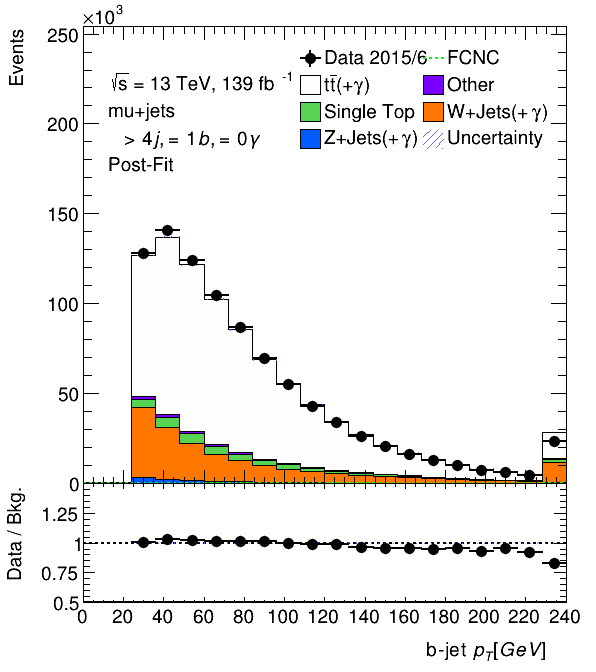 ×10³
Events
250
200
150
100
50
0
√s = 13 TeV, 139 fb⁻¹
mu+jets
> 4j, = 1b, = 0γ
Post-Fit
Data 2015/6
FCNC
tt̄(+γ)
Other
Single Top
W+Jets(+γ)
Z+Jets(+γ)
Uncertainty
Data / Bkg.
1.25
1
0.75
0.5
0 20 40 60 80 100 120 140 160 180 200 220 240
b-jet p_T[GeV]